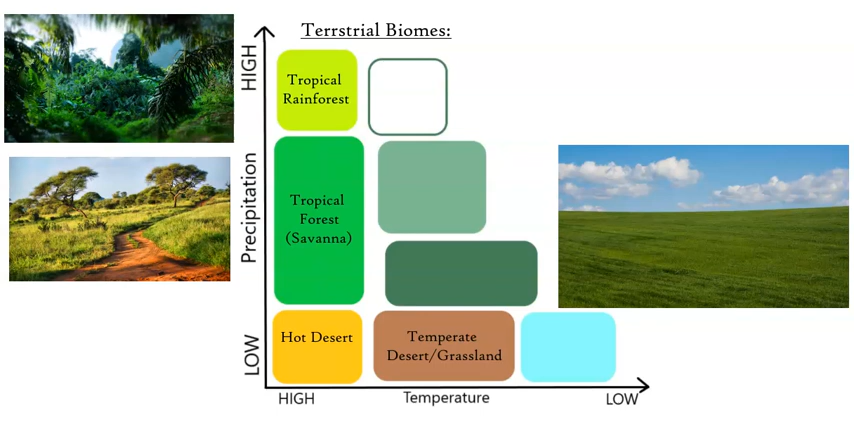 Terrstrial Biomes:
HIGH
Precipitation
LOW
Tropical
Rainforest
Tropical
Forest
(Savanna)
Hot Desert
Temperate
Desert/Grassland
HIGH
Temperature
LOW